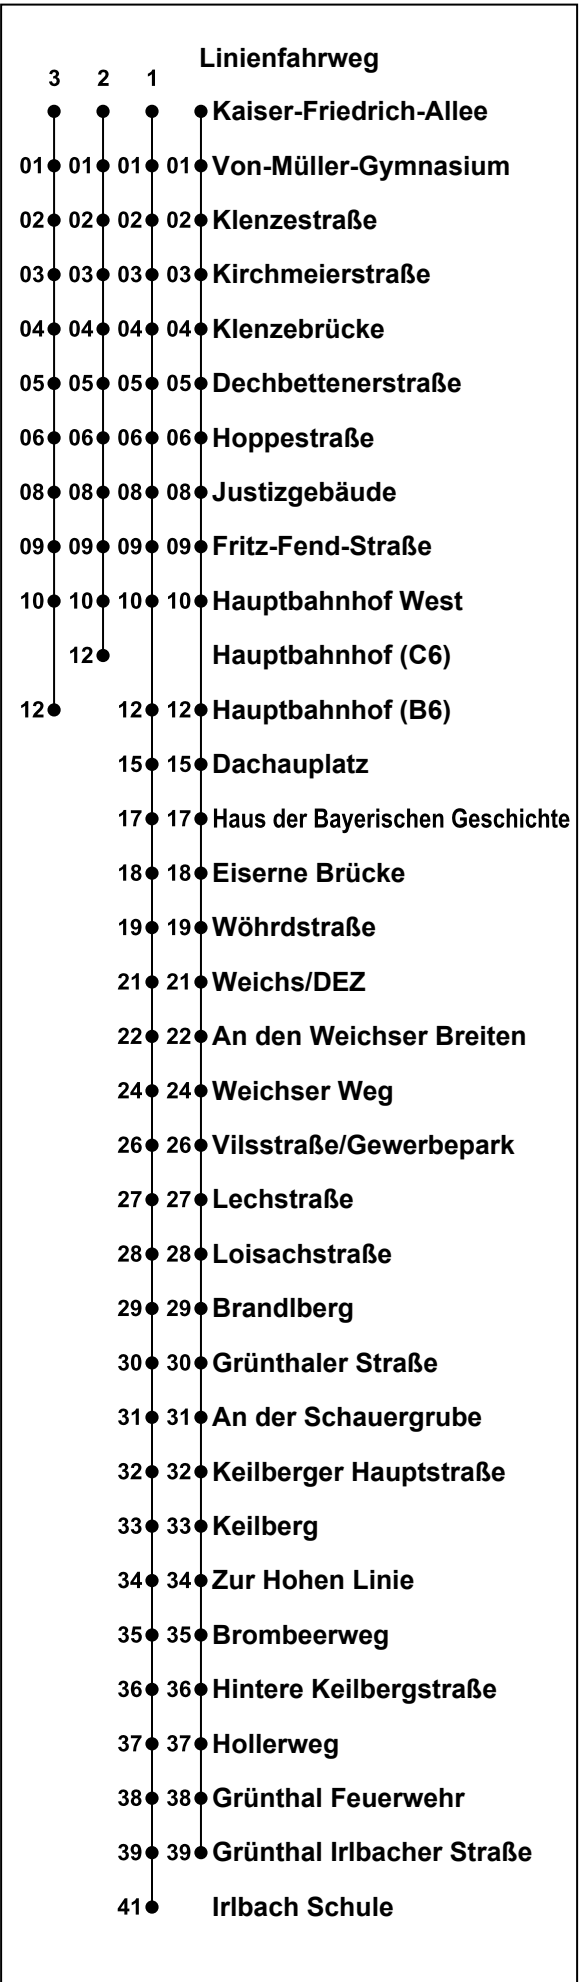 Linienfahrweg
3 2 1
Kaiser-Friedrich-Allee
01 01 01 01 Von-Müller-Gymnasium
02 02 02 02 Klenzestraße
03 03 03 03 Kirchmeierstraße
04 04 04 04 Klenzebrücke
05 05 05 05 Dechbettenerstraße
06 06 06 06 Hoppestraße
08 08 08 08 Justizgebäude
09 09 09 09 Fritz-Fend-Straße
10 10 10 10 Hauptbahnhof West
12 Hauptbahnhof (C6)
12 12 12 Hauptbahnhof (B6)
15 15 Dachauplatz
17 17 Haus der Bayerischen Geschichte
18 18 Eiserne Brücke
19 19 Wöhrdstraße
21 21 Weichs/DEZ
22 22 An den Weichser Breiten
24 24 Weichser Weg
26 26 Vilsstraße/Gewerbepark
27 27 Lechstraße
28 28 Loisachstraße
29 29 Brandlberg
30 30 Grünthaler Straße
31 31 An der Schauergrube
32 32 Keilberger Hauptstraße
33 33 Keilberg
34 34 Zur Hohen Linie
35 35 Brombeerweg
36 36 Hintere Keilbergstraße
37 37 Hollerweg
38 38 Grünthal Feuerwehr
39 39 Grünthal Irlbacher Straße
41 Irlbach Schule